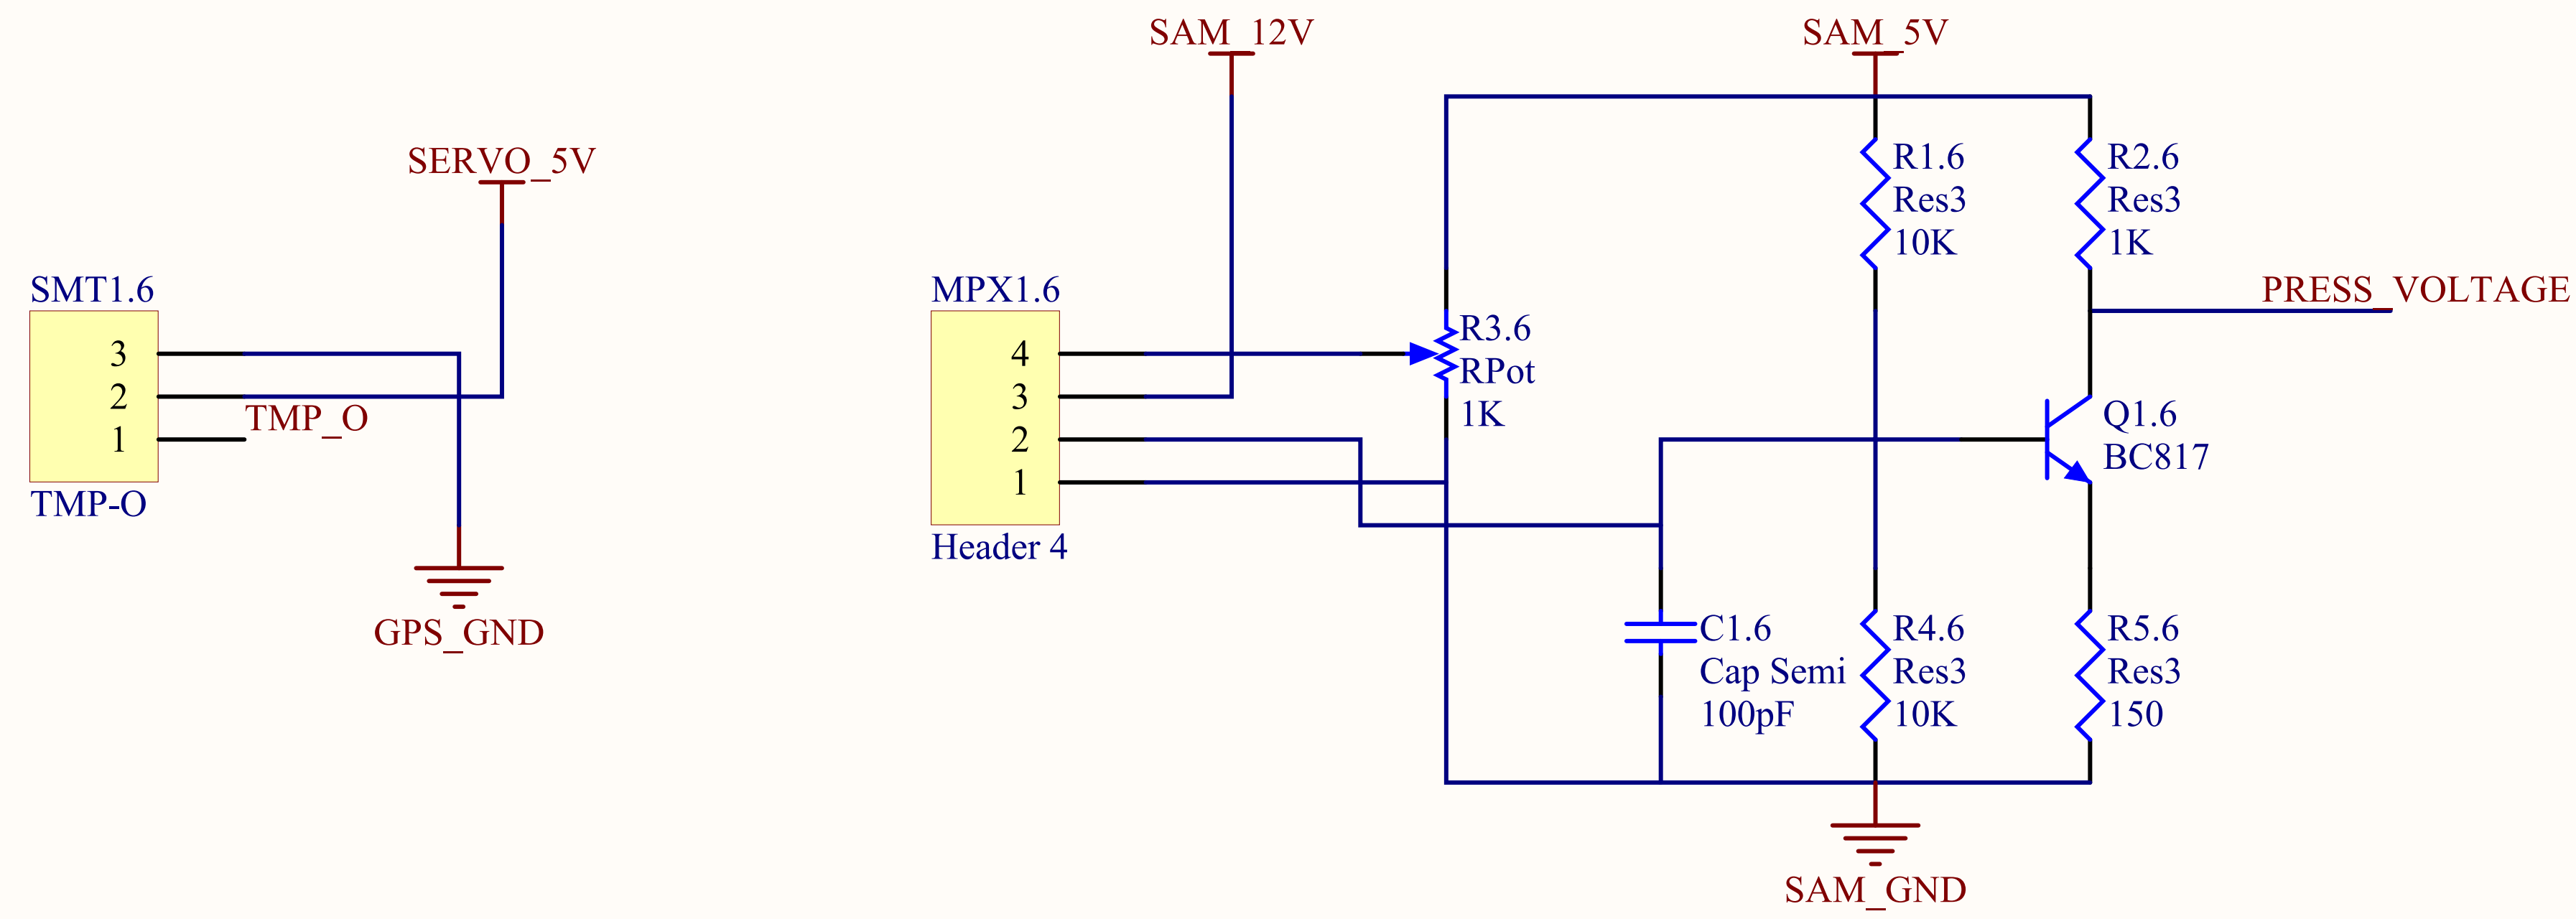 SAM_12V
SAM_5V
SERVO_5V
R1.6
Res3
10K
R2.6
Res3
1K
SMT1.6
3
2
1
TMP_O
TMP-O
GPS_GND
MPX1.6
4
3
2
1
Header 4
R3.6
RPot
1K
PRESS_VOLTAGE
Q1.6
BC817
C1.6
Cap Semi
100pF
R4.6
Res3
10K
R5.6
Res3
150
SAM_GND